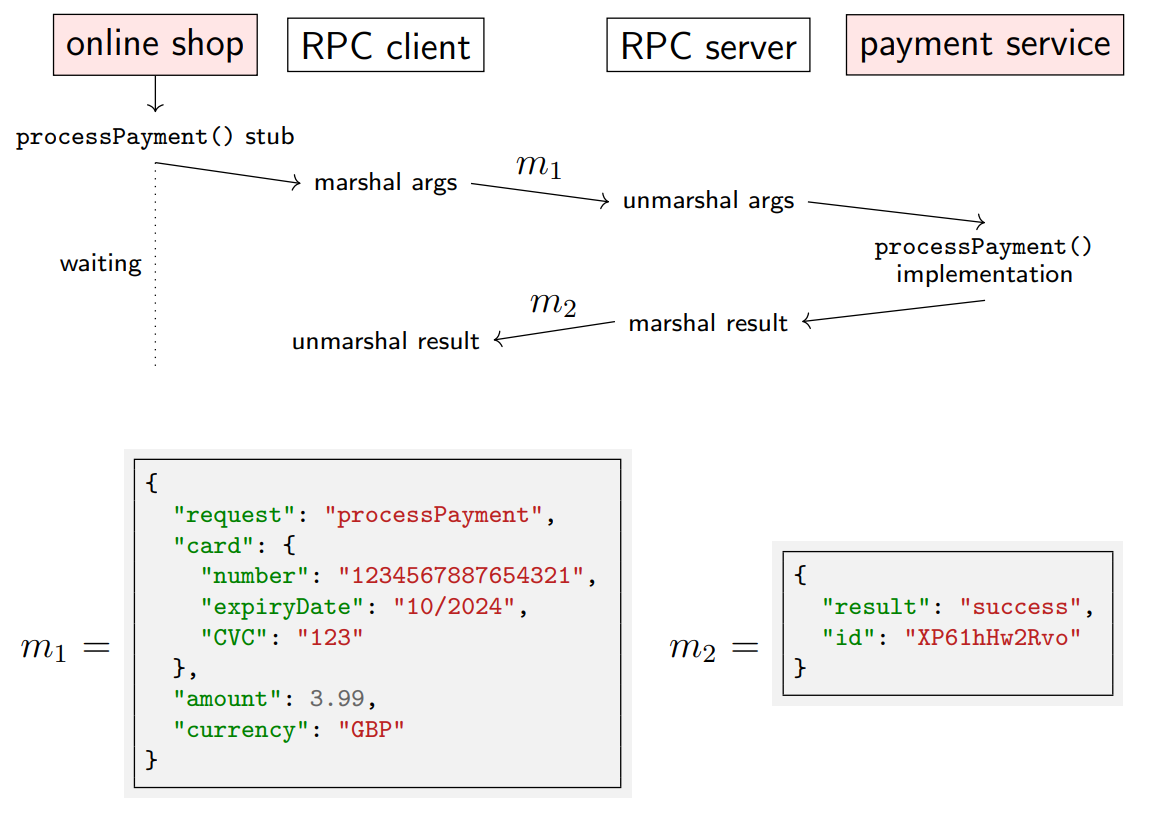 online shop
RPC client
RPC server
payment service
processPayment() stub
m1
marshal args
unmarshal args
processPayment()
implementation
waiting
m2
marshal result
unmarshal result
m1 =
{
"request": "processPayment",
"card": {
"number": "1234567887654321",
"expiryDate": "10/2024",
"CVC": "123"
},
"amount": 3.99,
"currency": "GBP"
}
m2 =
{
"result": "success",
"id": "XP61hHw2Rvo"
}